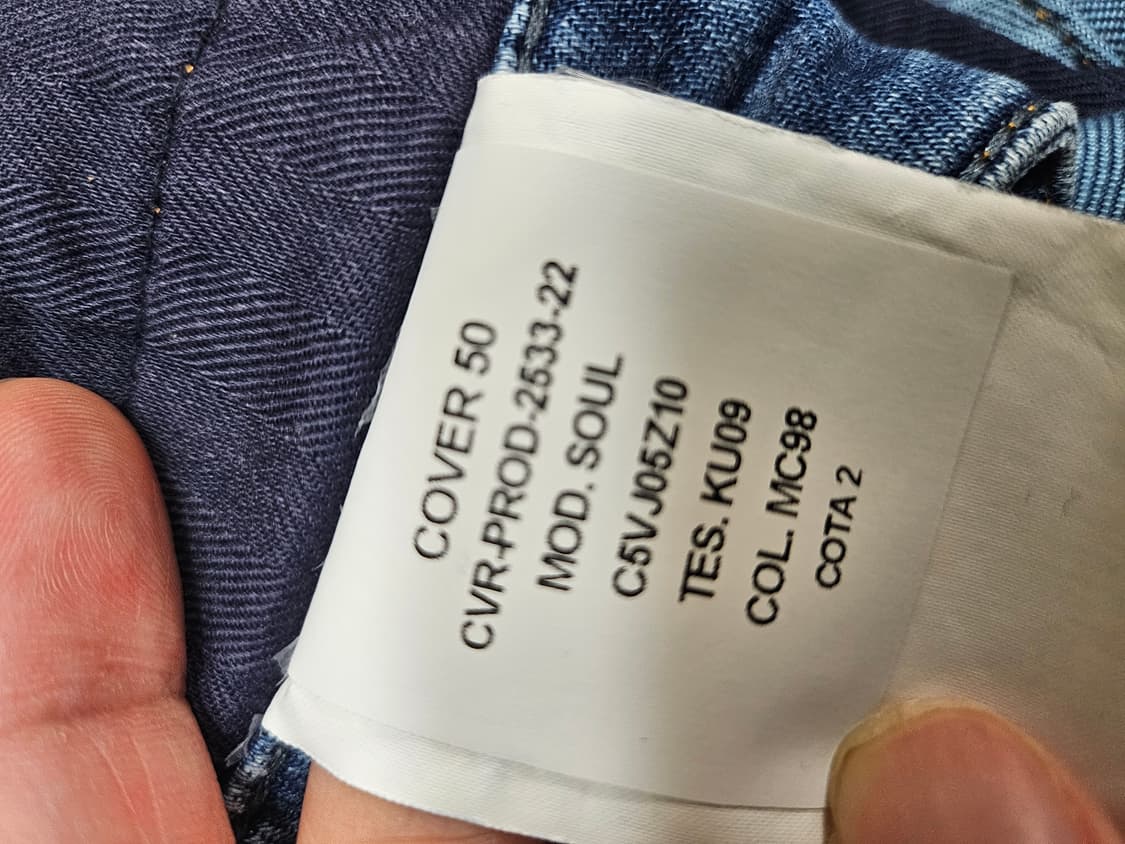 COVER 50
CVR-PROD-2533-22
MOD. SOUL
C5VJ05Z10
TES. KU09
COL. MC98
COTA 2